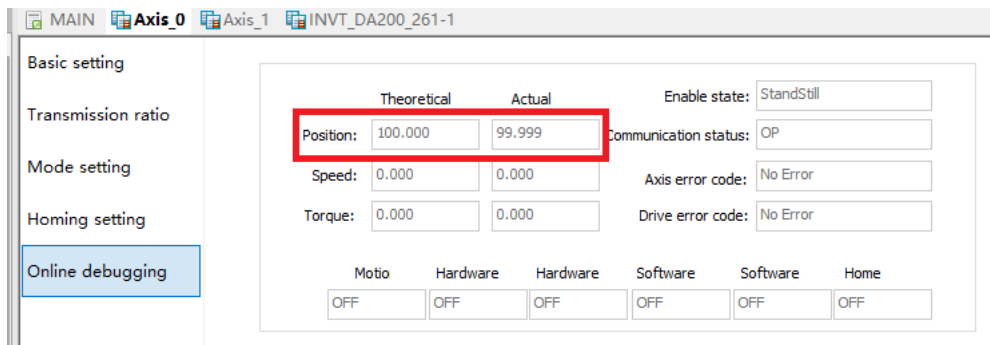 MAIN Axis_0 Axis_1 INVT_DA200_261-1
Basic setting
Transmission ratio
Mode setting
Homing setting
Online debugging
Theoretical Actual
Position: 100.000 99.999
Speed: 0.000 0.000
Torque: 0.000 0.000
Enable state: StandStill
Communication status: OP
Axis error code: No Error
Drive error code: No Error
Motio Hardware Hardware Software Software Home
OFF OFF OFF OFF OFF OFF